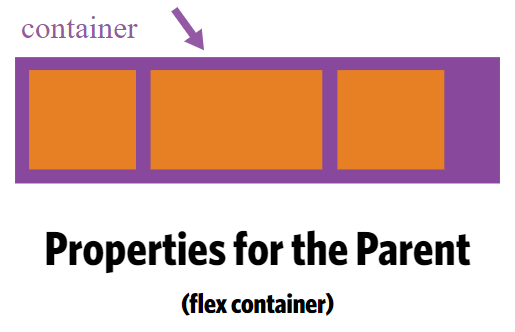 container
Properties for the Parent
(flex container)